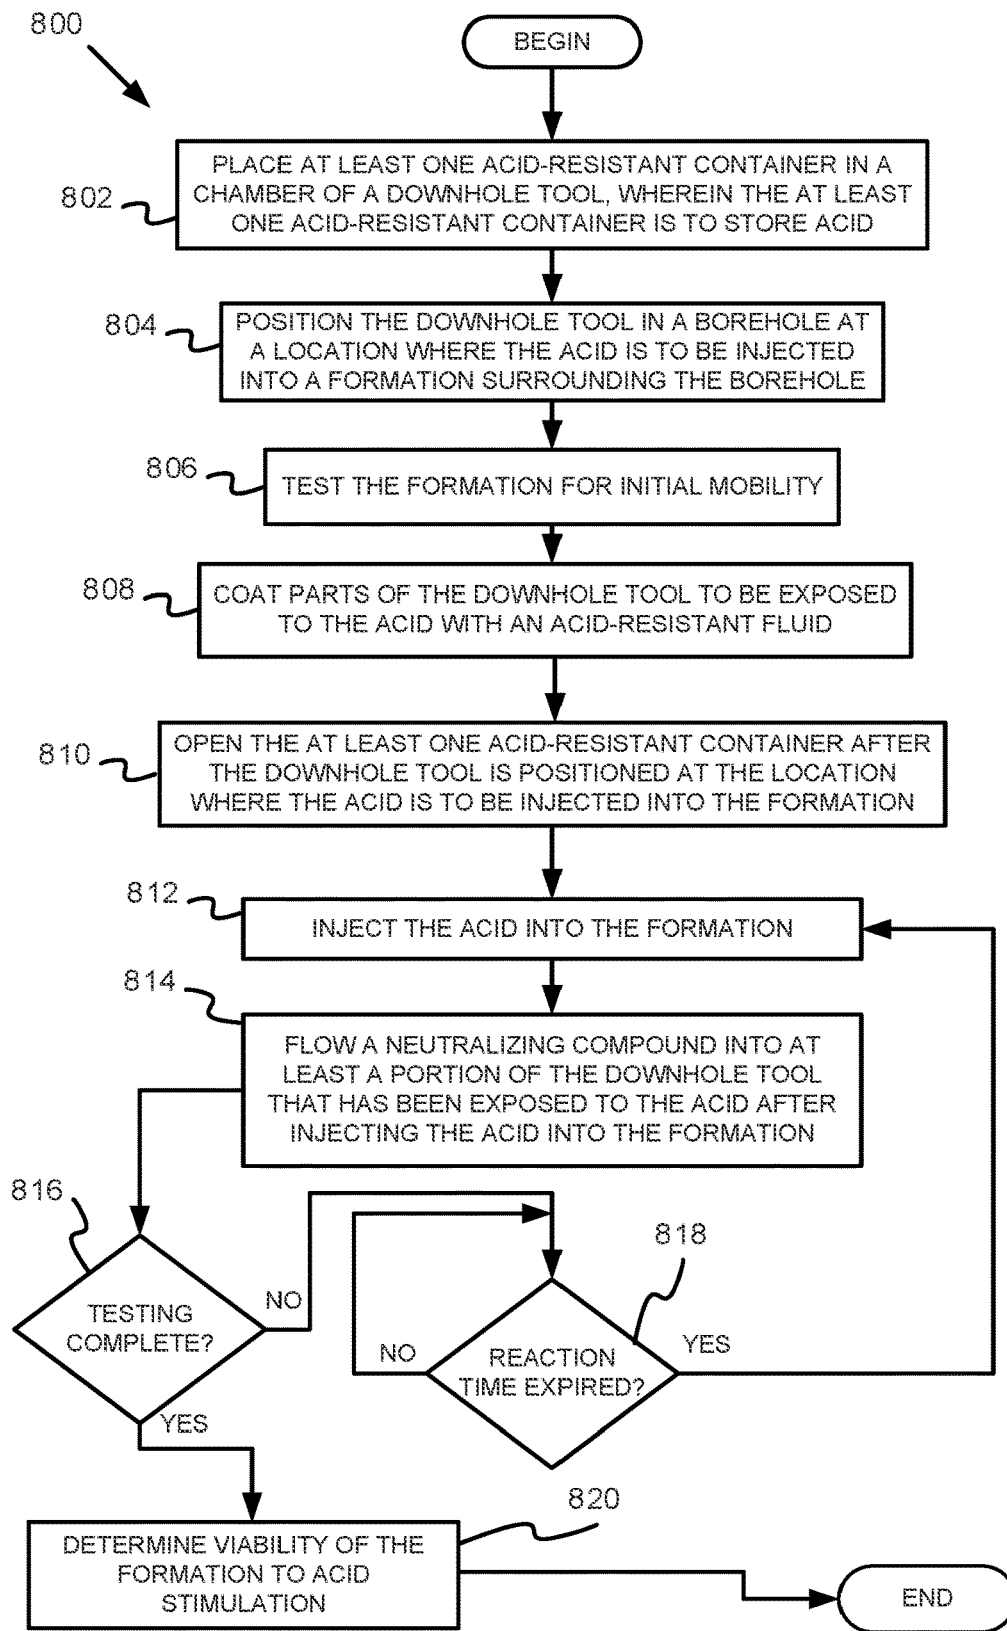 800
BEGIN
802
PLACE AT LEAST ONE ACID-RESISTANT CONTAINER IN A
CHAMBER OF A DOWNHOLE TOOL, WHEREIN THE AT LEAST
ONE ACID-RESISTANT CONTAINER IS TO STORE ACID
804
POSITION THE DOWNHOLE TOOL IN A BOREHOLE AT
A LOCATION WHERE THE ACID IS TO BE INJECTED
INTO A FORMATION SURROUNDING THE BOREHOLE
806
TEST THE FORMATION FOR INITIAL MOBILITY
808
COAT PARTS OF THE DOWNHOLE TOOL TO BE EXPOSED
TO THE ACID WITH AN ACID-RESISTANT FLUID
810
OPEN THE AT LEAST ONE ACID-RESISTANT CONTAINER AFTER
THE DOWNHOLE TOOL IS POSITIONED AT THE LOCATION
WHERE THE ACID IS TO BE INJECTED INTO THE FORMATION
812
INJECT THE ACID INTO THE FORMATION
814
FLOW A NEUTRALIZING COMPOUND INTO AT
LEAST A PORTION OF THE DOWNHOLE TOOL
THAT HAS BEEN EXPOSED TO THE ACID AFTER
INJECTING THE ACID INTO THE FORMATION
816
TESTING
COMPLETE?
NO
YES
818
REACTION
TIME EXPIRED?
NO
YES
820
DETERMINE VIABILITY OF THE
FORMATION TO ACID
STIMULATION
END